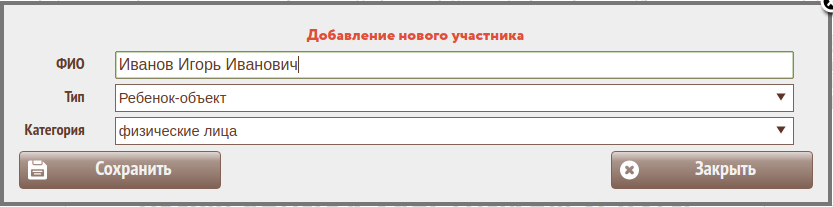 Добавление нового участника
ФИО Иванов Игорь Иванович
Тип Ребенок-объект
Категория физические лица
Сохранить Закрыть